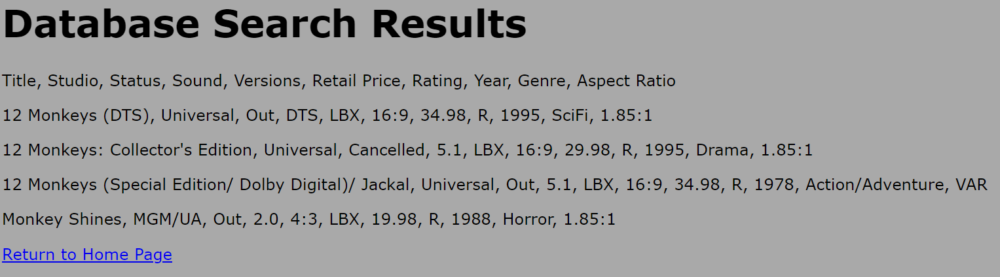 Database Search Results
Title, Studio, Status, Sound, Versions, Retail Price, Rating, Year, Genre, Aspect Ratio
12 Monkeys (DTS), Universal, Out, DTS, LBX, 16:9, 34.98, R, 1995, SciFi, 1.85:1
12 Monkeys: Collector's Edition, Universal, Cancelled, 5.1, LBX, 16:9, 29.98, R, 1995, Drama, 1.85:1
12 Monkeys (Special Edition/ Dolby Digital)/ Jackal, Universal, Out, 5.1, LBX, 16:9, 34.98, R, 1978, Action/Adventure, VAR
Monkey Shines, MGM/UA, Out, 2.0, 4:3, LBX, 19.98, R, 1988, Horror, 1.85:1
Return to Home Page